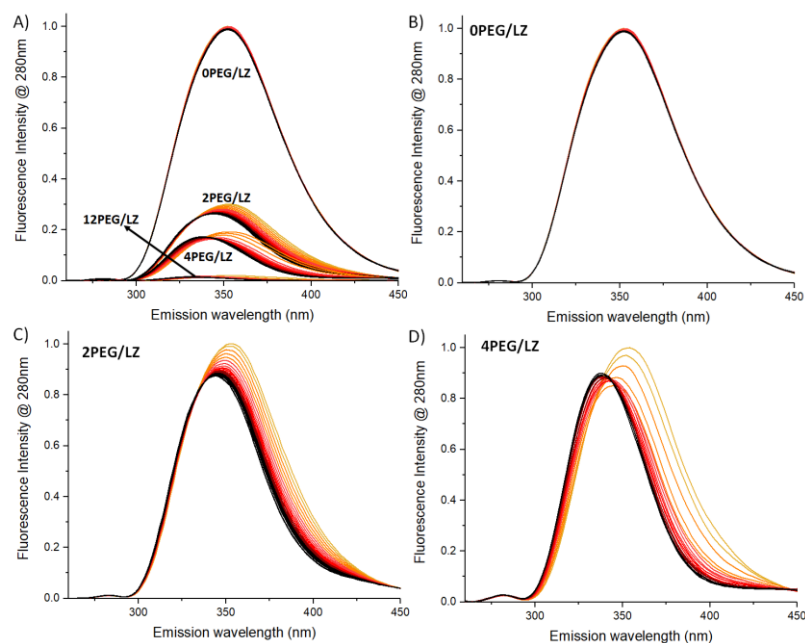 A)
1.0
0.8
0.6
0.4
0.2
0.0
300
350
400
450
Fluorescence Intensity @ 280nm
Emission wavelength (nm)
0PEG/LZ
2PEG/LZ
12PEG/LZ
4PEG/LZ
B)
0PEG/LZ
1.0
0.8
0.6
0.4
0.2
0.0
300
350
400
450
Fluorescence Intensity @ 280nm
Emission wavelength (nm)
C)
2PEG/LZ
1.0
0.8
0.6
0.4
0.2
0.0
300
350
400
450
Fluorescence Intensity @ 280nm
Emission wavelength (nm)
D)
4PEG/LZ
1.0
0.8
0.6
0.4
0.2
0.0
300
350
400
450
Fluorescence Intensity @ 280nm
Emission wavelength (nm)